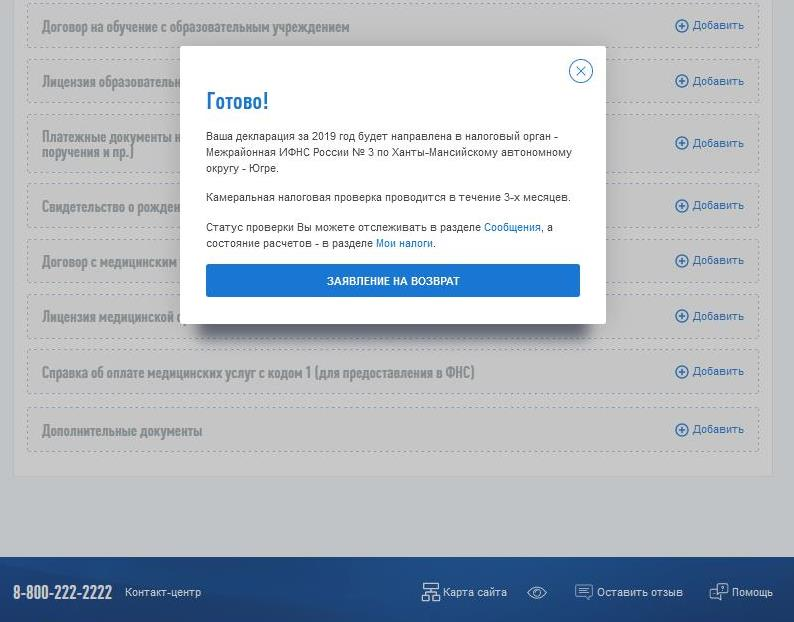 Договор на обучение с образовательным учреждением
Добавить
Готово!
Лицензия образовательн
Добавить
Ваша декларация за 2019 год будет направлена в налоговый орган -
Межрайонная ИФНС России № 3 по Ханты-Мансийскому автономному
округу - Югре.
Платежные документы н
поручения и пр.)
Добавить
Камеральная налоговая проверка проводится в течение 3-х месяцев.
Свидетельство о рожден
Добавить
Статус проверки Вы можете отслеживать в разделе Сообщения, а
состояние расчетов - в разделе Мои налоги.
Договор с медицинским
Добавить
ЗАЯВЛЕНИЕ НА ВОЗВРАТ
Лицензия медицинской о
Добавить
Справка об оплате медицинских услуг с кодом 1 (для предоставления в ФНС)
Добавить
Дополнительные документы
Добавить
8-800-222-2222 Контакт-центр
Карта сайта
Оставить отзыв
Помощь